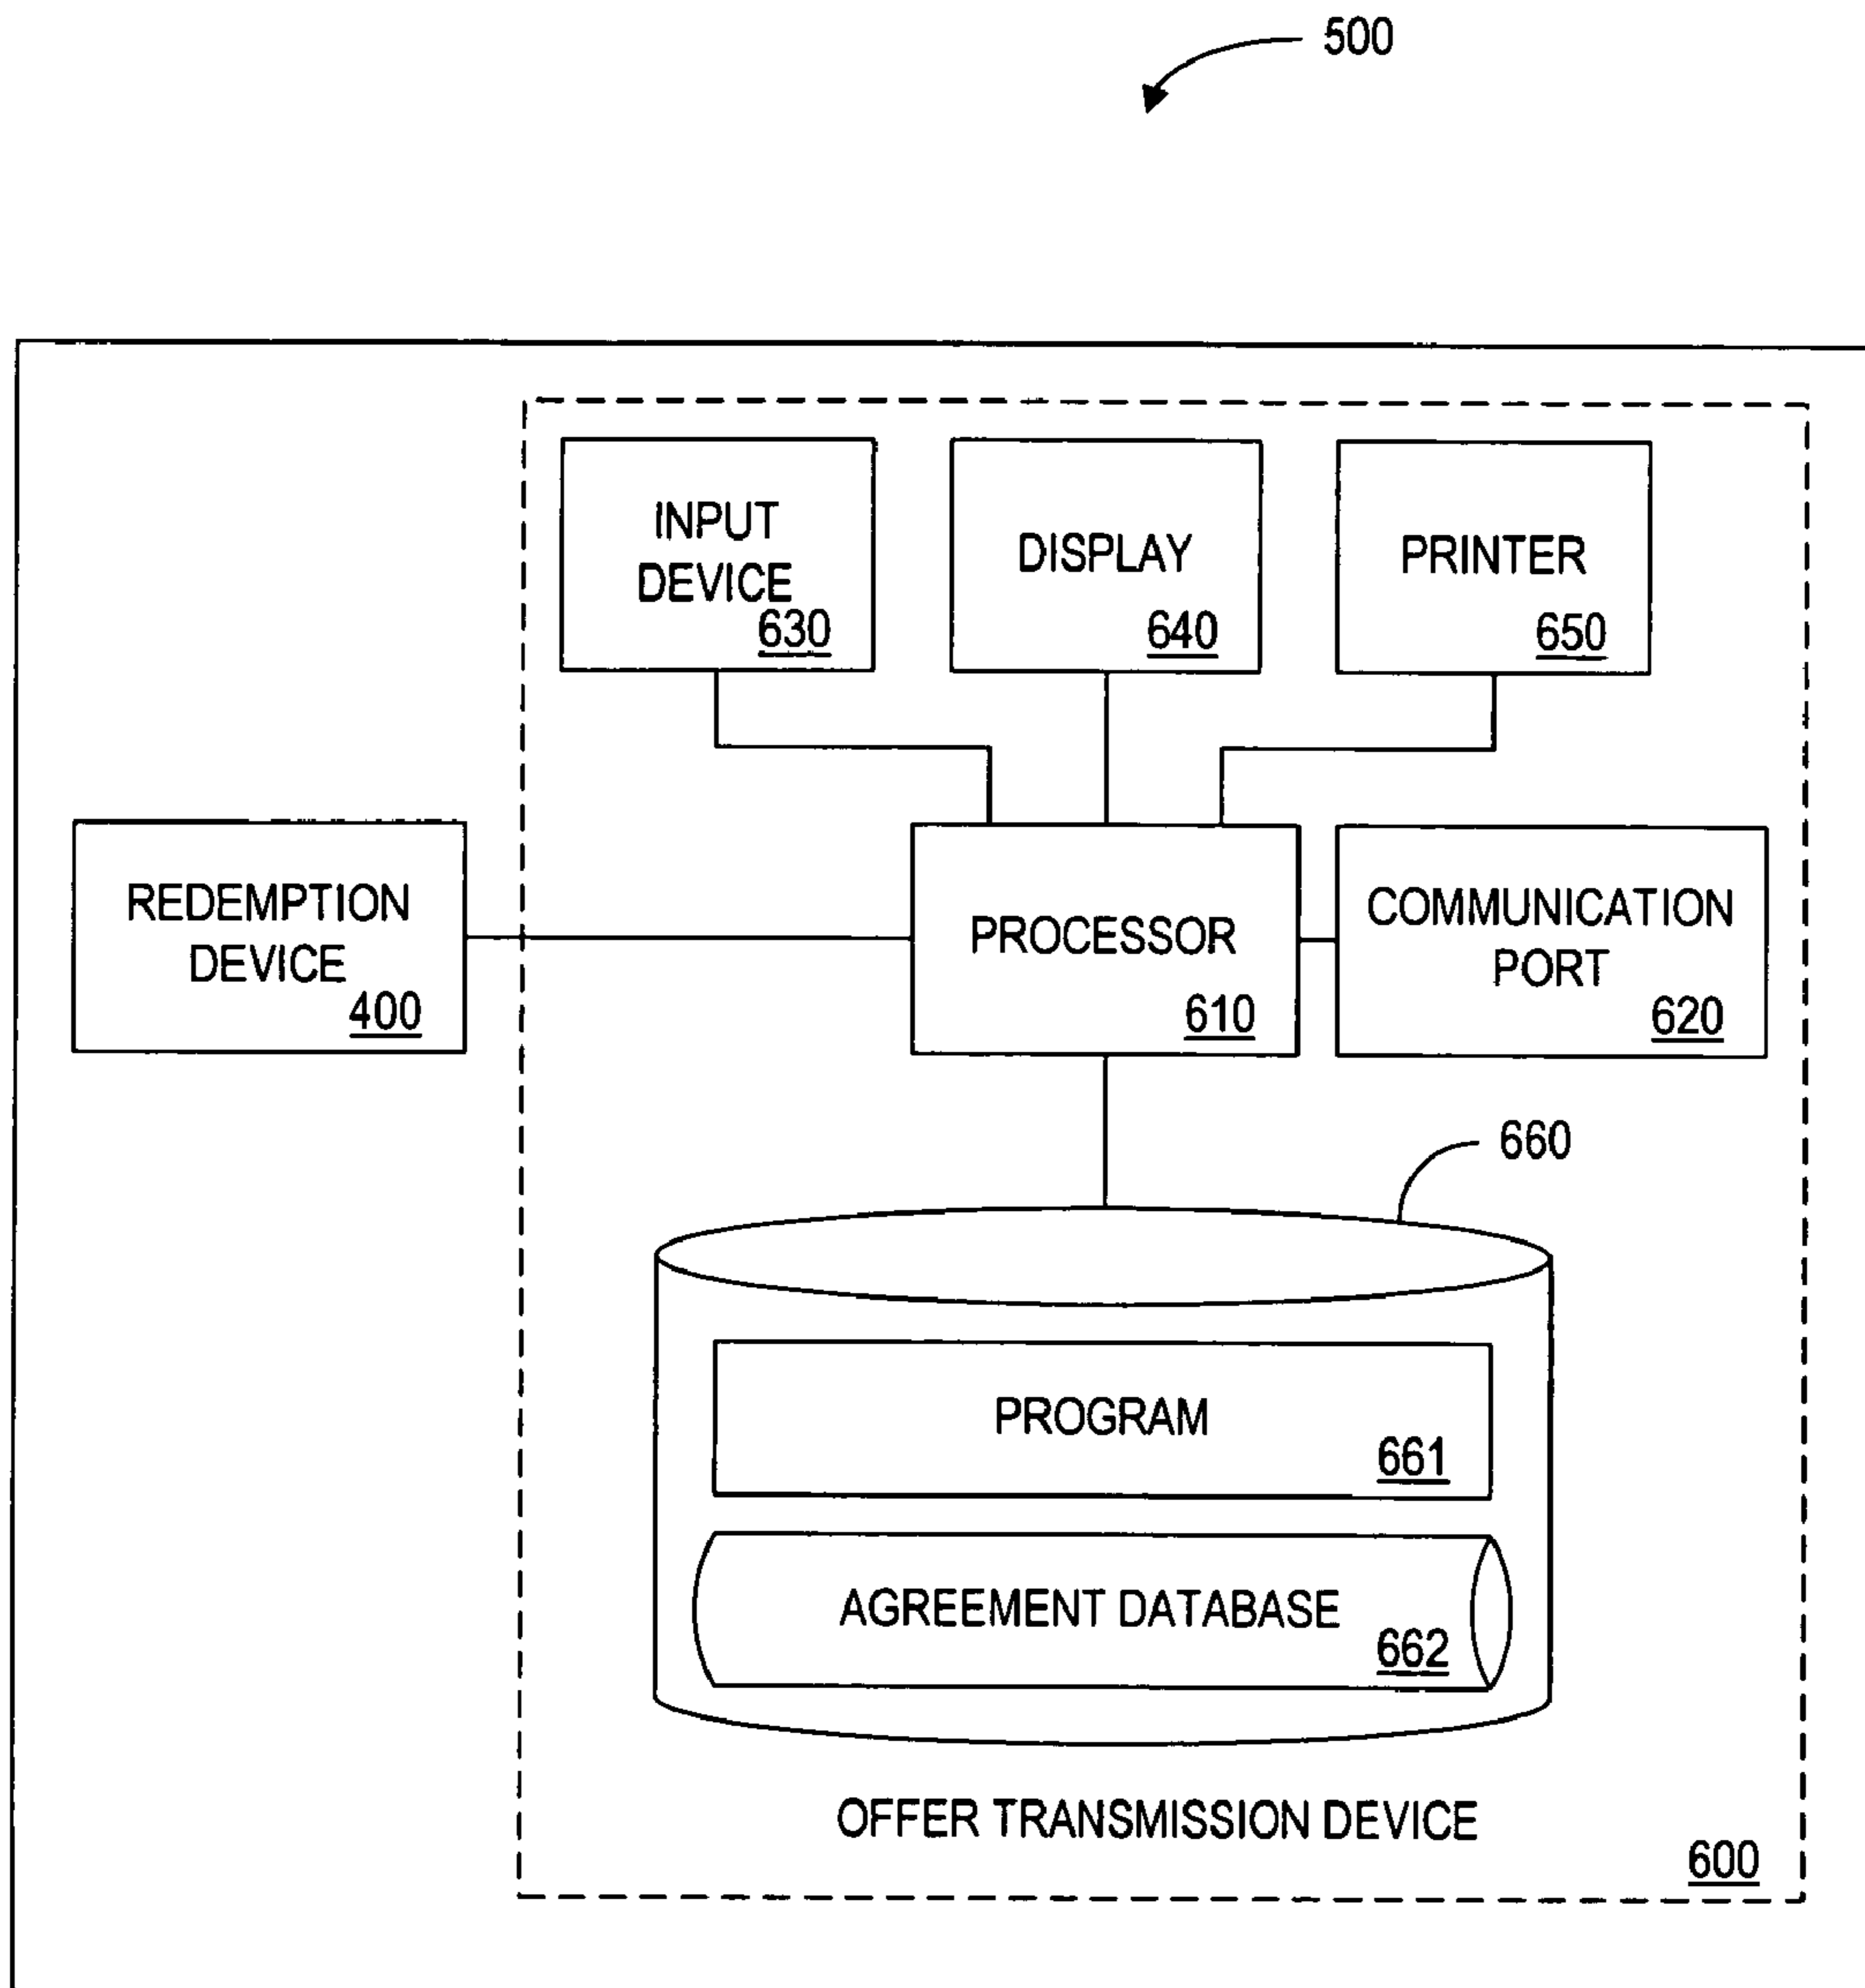 500
INPUT
DEVICE
630
DISPLAY
640
PRINTER
650
REDEMPTION
DEVICE
400
PROCESSOR
610
COMMUNICATION
PORT
620
660
PROGRAM
661
AGREEMENT DATABASE
662
OFFER TRANSMISSION DEVICE
600